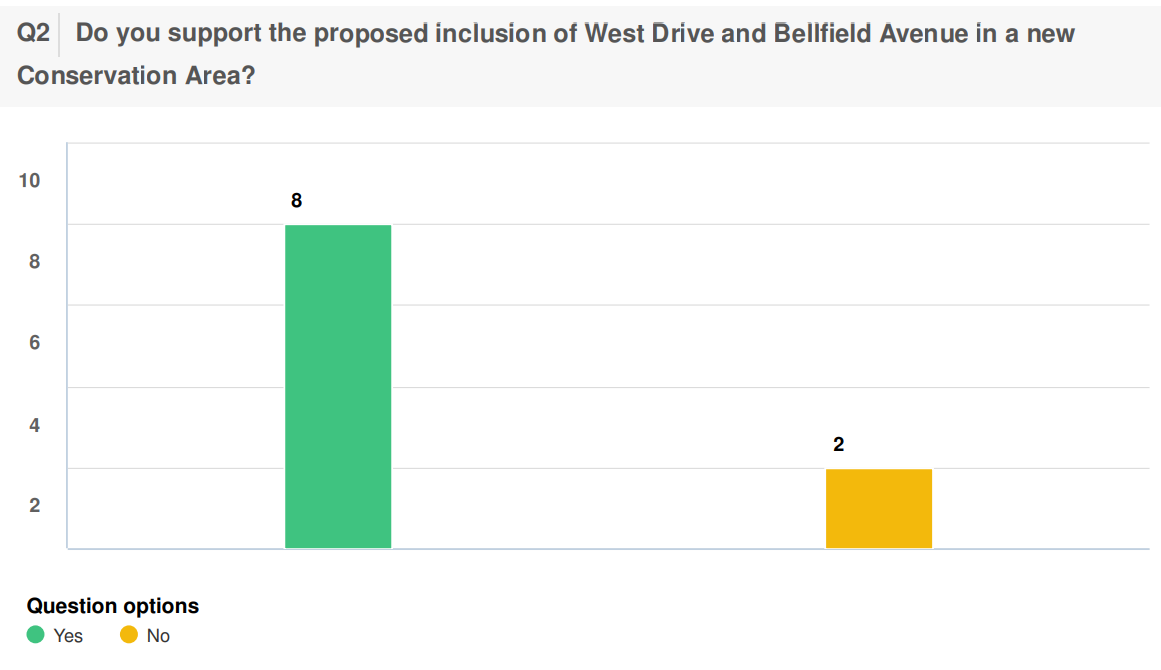 Q2 Do you support the proposed inclusion of West Drive and Bellfield Avenue in a new
Conservation Area?
10
8
8
6
4
2
2
Question options
Yes No